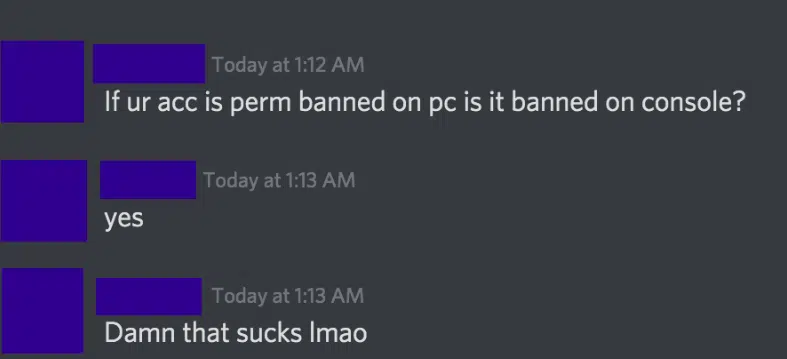 Today at 1:12 AM
If ur acc is perm banned on pc is it banned on console?
Today at 1:13 AM
yes
Today at 1:13 AM
Damn that sucks lmao